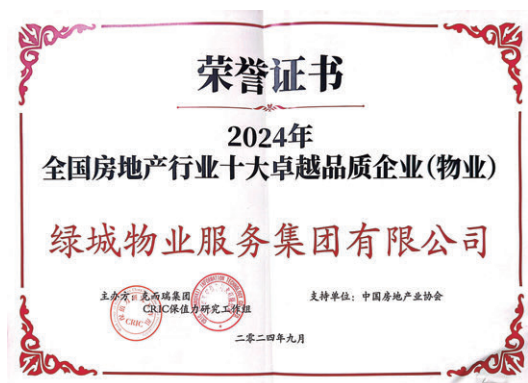 荣誉证书
2024年
全国房地产行业十大卓越品质企业(物业)
绿城物业服务集团有限公司
主办方:克而瑞集团
CRIC保值力研究工作组
支持单位:中国房地产业协会
CRIC
二零二四年九月